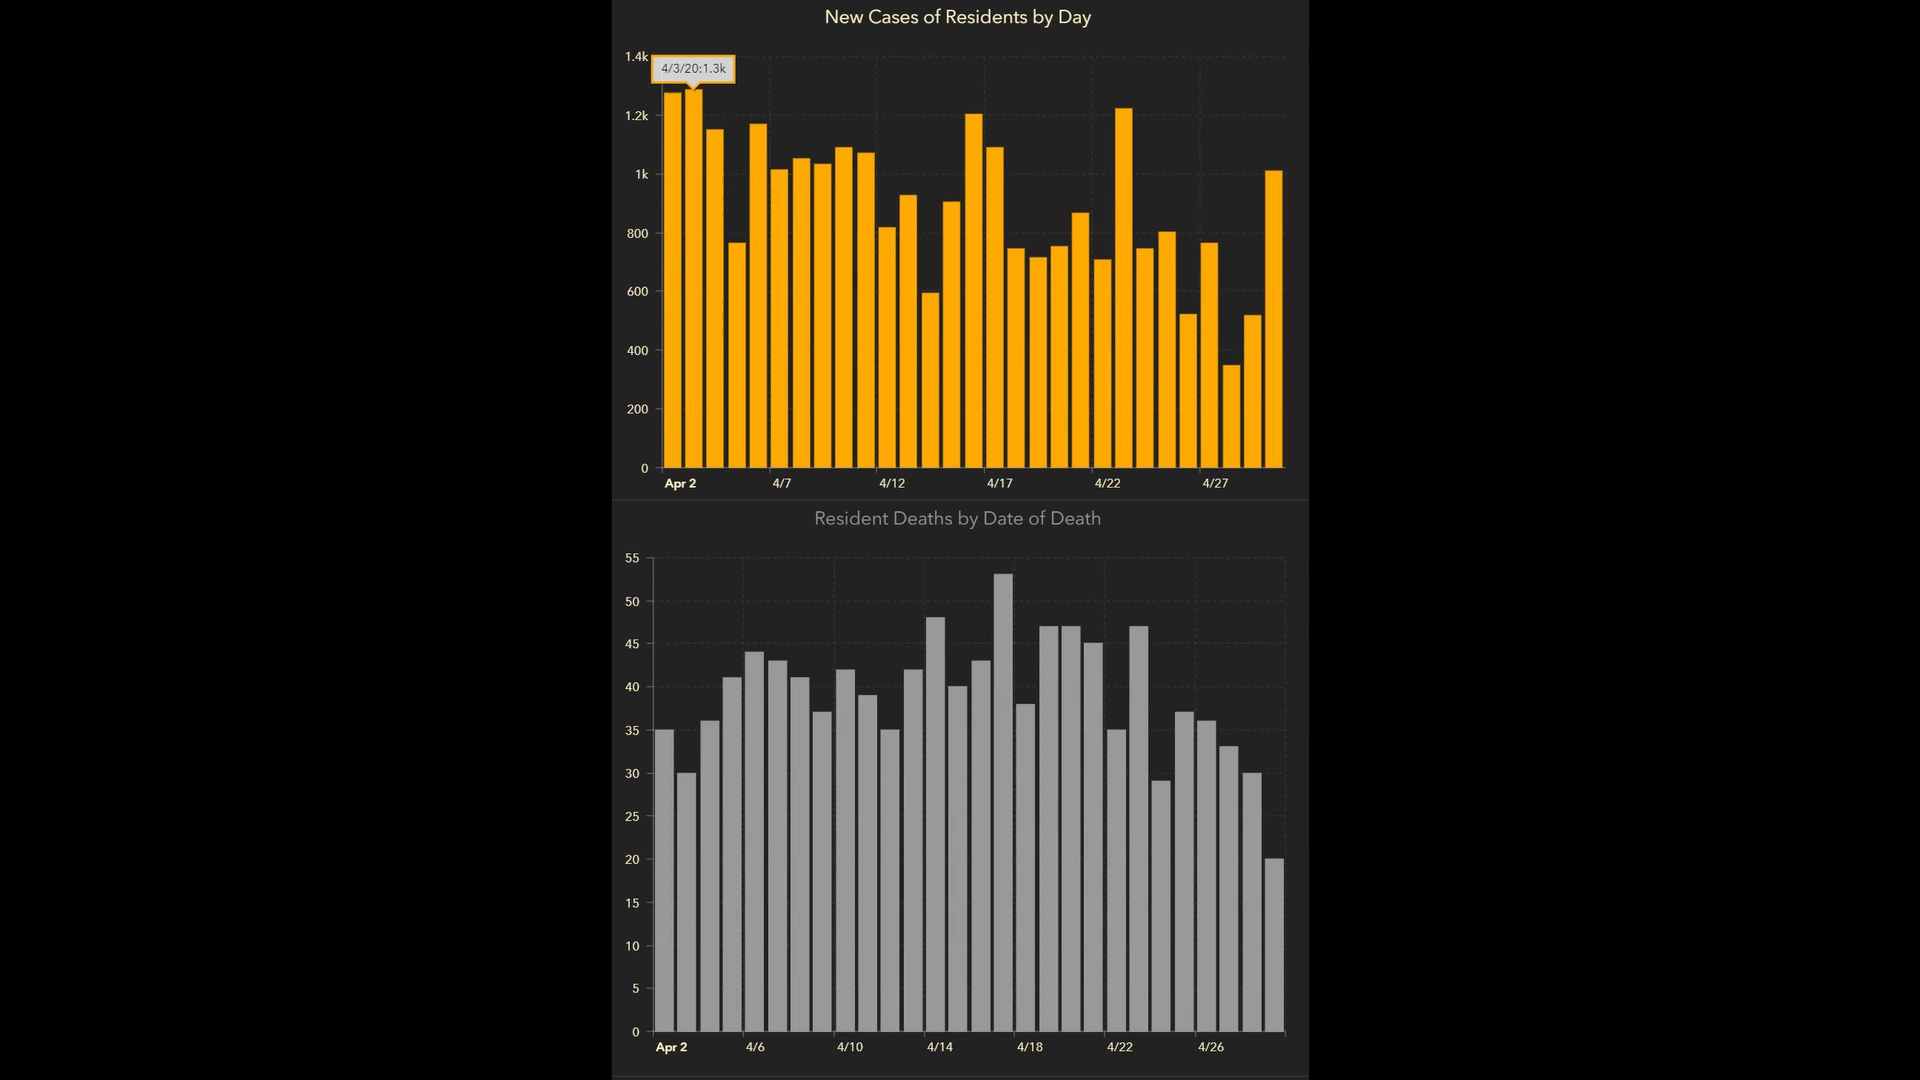 New Cases of Residents by Day
1.4k
4/3/20:1.3k
1.2k
1k
800
600
400
200
0
Apr 2 4/7 4/12 4/17 4/22 4/27
Resident Deaths by Date of Death
55
50
45
40
35
30
25
20
15
10
5
0
Apr 2 4/6 4/10 4/14 4/18 4/22 4/26